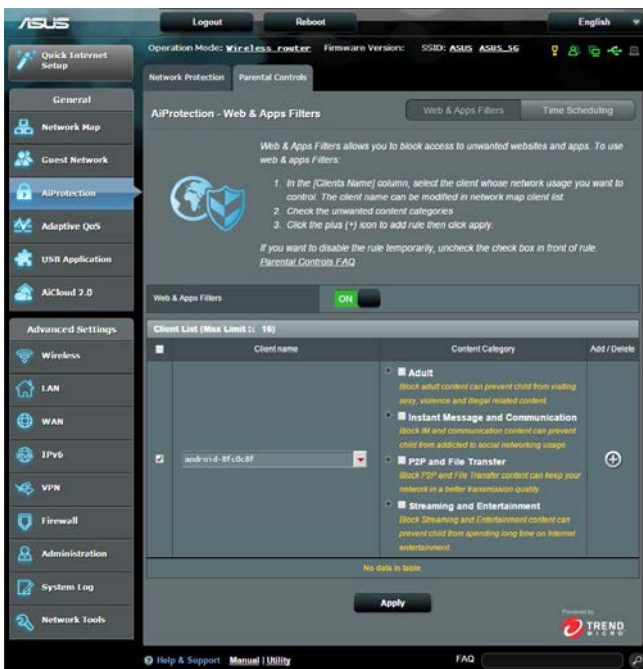 ASUS
Logout
Reboot
English
Quick Internet
Setup
Operation Mode: Wireless router Firmware Version: SSID: ASUS ASUS_5G
Network Protection
Parental Controls
General
Network Map
Guest Network
AiProtection
Adaptive QoS
USB Application
AiCloud 2.0
Advanced Settings
Wireless
LAN
WAN
IPv6
VPN
Firewall
Administration
System Log
Network Tools
AiProtection - Web & Apps Filters
Web & Apps Filters
Time Scheduling
Web & Apps Filters allows you to block access to unwanted websites and apps. To use
web & apps Filters:
1. In the [Clients Name] column, select the client whose network usage you want to
control. The client name can be modified in network map client list.
2. Check the unwanted content categories
3. Click the plus (+) icon to add rule then click apply.
If you want to disable the rule temporarily, uncheck the check box in front of rule.
Parental Controls FAQ
Web & Apps Filters
ON
Client List (Max Limit : 16)
Client name
Content Category
Add / Delete
android-8fc0c8f
Adult
Block adult content can prevent child from visiting
sexy, violence and illegal related content.
Instant Message and Communication
Block IM and communication content can prevent
child from addicted to social networking usage.
P2P and File Transfer
Block P2P and File Transfer content can keep your
network in a better transmission quality.
Streaming and Entertainment
Block Streaming and Entertainment content can
prevent child from spending long time on Internet
entertainment.
No data in table.
Apply
Powered by
TREND
MICRO
Help & Support Manual | Utility
FAQ